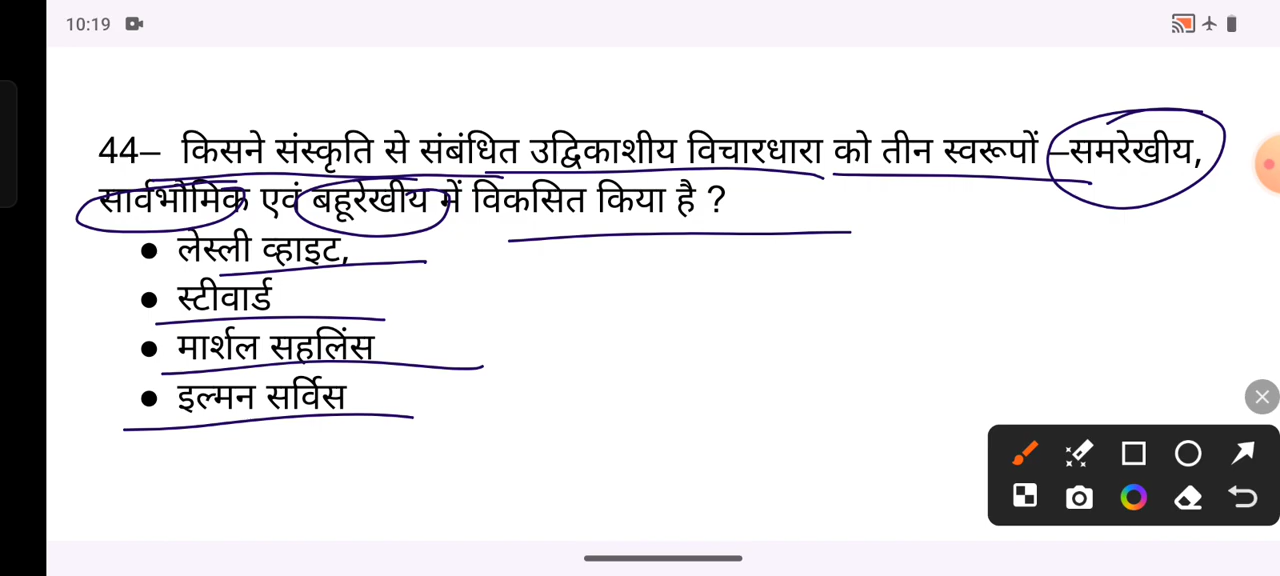 10:19
44– किसने संस्कृति से संबंधित उद्विकाशीय विचारधारा को तीन स्वरूपों –समरेखीय,
सार्वभौमिक एवं बहूरेखीय में विकसित किया है ?
● लेस्ली व्हाइट,
● स्टीवार्ड
● मार्शल सहलिंस
● इल्मन सर्विस